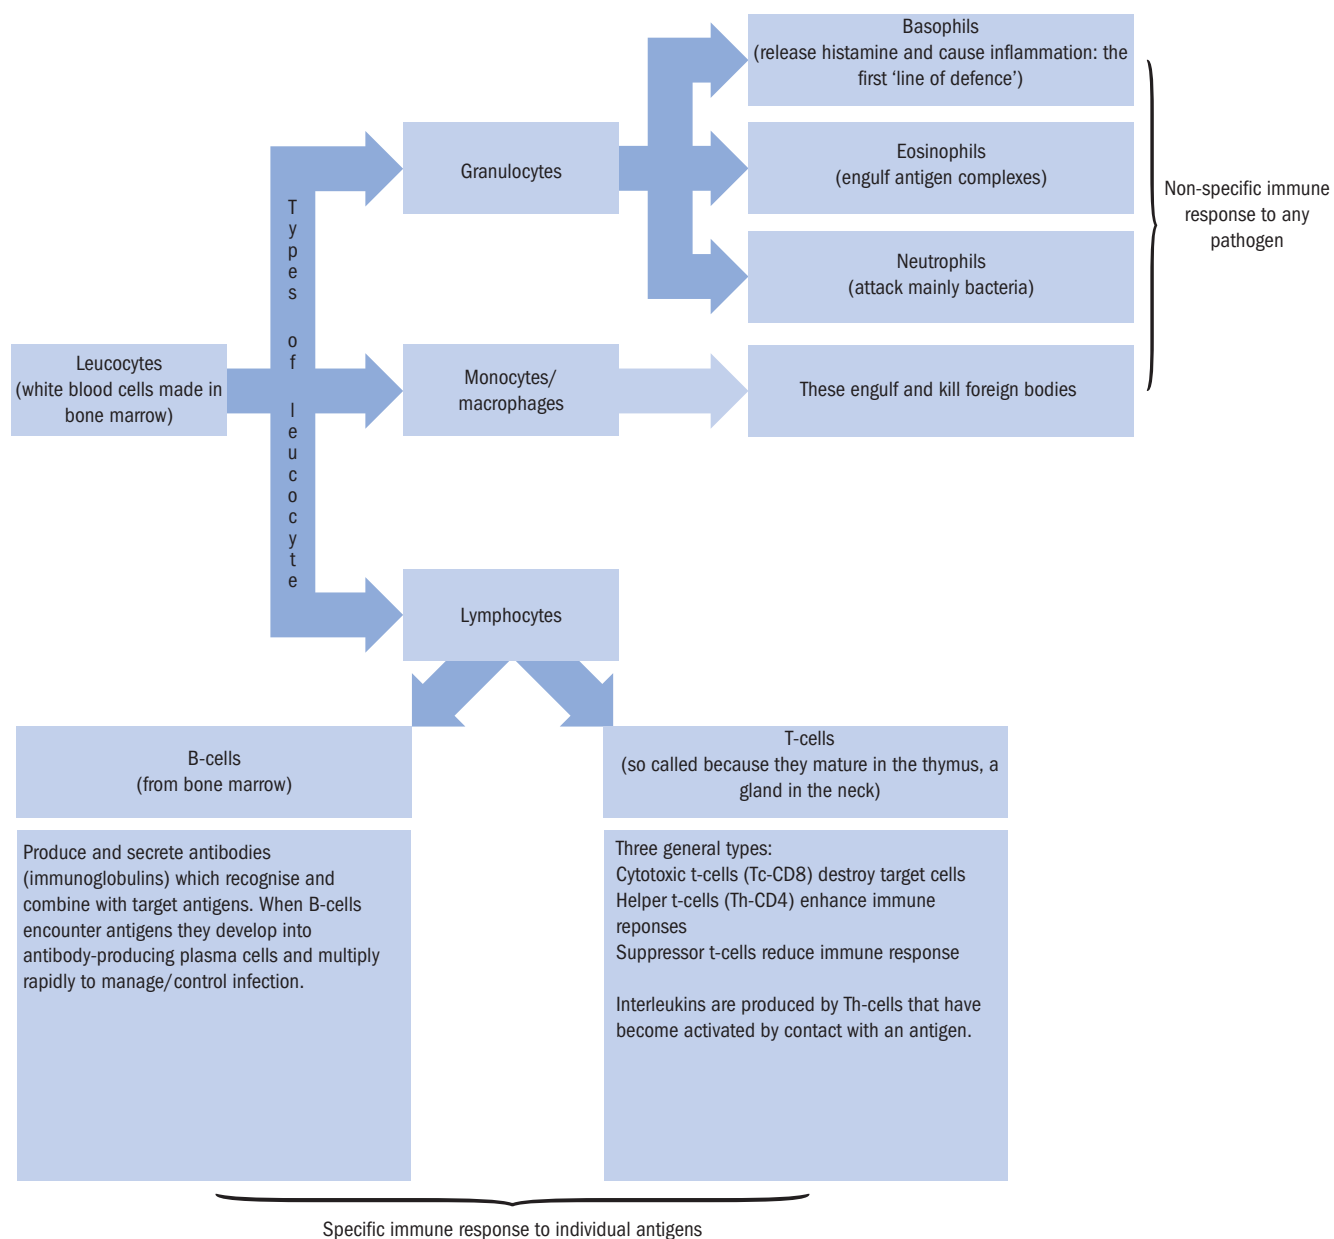 Basophils
(release histamine and cause inflammation: the
first ‘line of defence’)
Granulocytes
Eosinophils
(engulf antigen complexes)
Neutrophils
(attack mainly bacteria)
Non-specific immune
response to any
pathogen
Types of leucocyte
Leucocytes
(white blood cells made in
bone marrow)
Monocytes/
macrophages
These engulf and kill foreign bodies
Lymphocytes
B-cells
(from bone marrow)
Produce and secrete antibodies
(immunoglobulins) which recognise and
combine with target antigens. When B-cells
encounter antigens they develop into
antibody-producing plasma cells and multiply
rapidly to manage/control infection.
T-cells
(so called because they mature in the thymus, a
gland in the neck)
Three general types:
Cytotoxic t-cells (Tc-CD8) destroy target cells
Helper t-cells (Th-CD4) enhance immune
reponses
Suppressor t-cells reduce immune response
Interleukins are produced by Th-cells that have
become activated by contact with an antigen.
Specific immune response to individual antigens